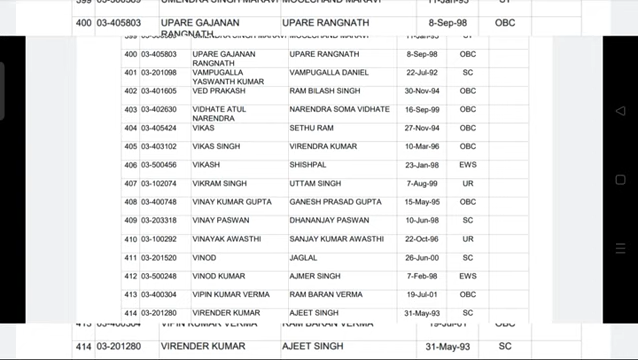 400 03-405803 UPARE GAJANAN UPARE RANGNATH 8-Sep-98 OBC
RANGNATH
400 03-405803 UPARE GAJANAN UPARE RANGNATH 8-Sep-98 OBC
RANGNATH
401 03-201098 VAMPUGALLA VAMPUGALLA DANIEL 22-Jul-92 SC
YASWANTH KUMAR
402 03-401605 VED PRAKASH RAM BILASH SINGH 30-Nov-94 OBC
403 03-402630 VIDHATE ATUL NARENDRA SOMA VIDHATE 16-Sep-99 OBC
NARENDRA
404 03-405424 VIKAS SETHU RAM 27-Nov-94 OBC
405 03-403102 VIKAS SINGH VIRENDRA KUMAR 10-Mar-96 OBC
406 03-500456 VIKASH SHISHPAL 23-Jan-98 EWS
407 03-102074 VIKRAM SINGH UTTAM SINGH 7-Aug-99 UR
408 03-400748 VINAY KUMAR GUPTA GANESH PRASAD GUPTA 15-May-95 OBC
409 03-203318 VINAY PASWAN DHANANJAY PASWAN 10-Jun-98 SC
410 03-100292 VINAYAK AWASTHI SANJAY KUMAR AWASTHI 22-Oct-96 UR
411 03-201520 VINOD JAGLAL 26-Jun-00 SC
412 03-500248 VINOD KUMAR AJMER SINGH 7-Feb-98 EWS
413 03-400304 VIPIN KUMAR VERMA RAM BARAN VERMA 19-Jul-01 OBC
414 03-201280 VIRENDER KUMAR AJEET SINGH 31-May-93 SC
414 03-201280 VIRENDER KUMAR AJEET SINGH 31-May-93 SC